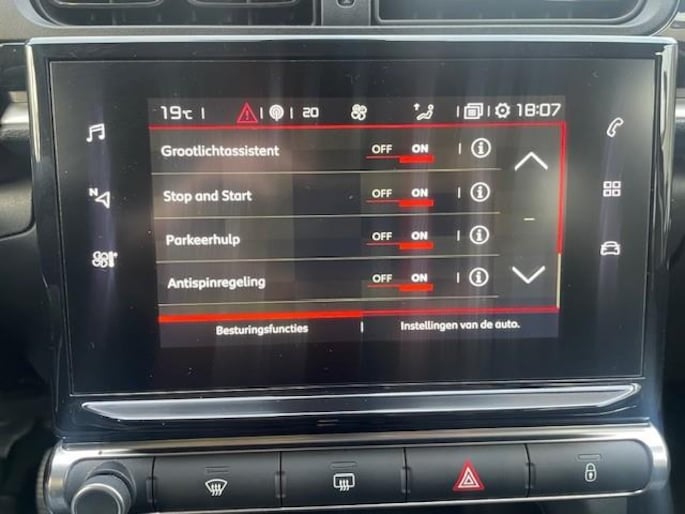 19°C 20 18:07
Grootlichtassistent OFF ON
N
Stop and Start OFF ON
Parkeerhulp OFF ON
Antispinregeling OFF ON
Besturingsfuncties Instellingen van de auto.